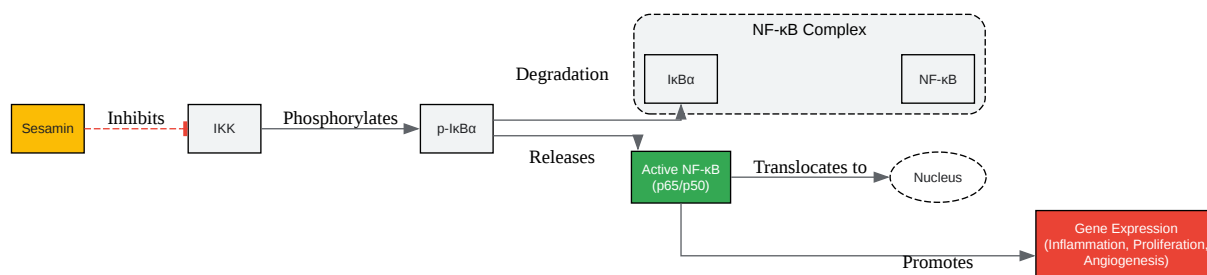 NF-κB Complex
Degradation
IκBα
NF-κB
Sesamin
Inhibits
IKK
Phosphorylates
p-IκBα
Releases
Active NF-κB
(p65/p50)
Translocates to
Nucleus
Promotes
Gene Expression
(Inflammation, Proliferation,
Angiogenesis)